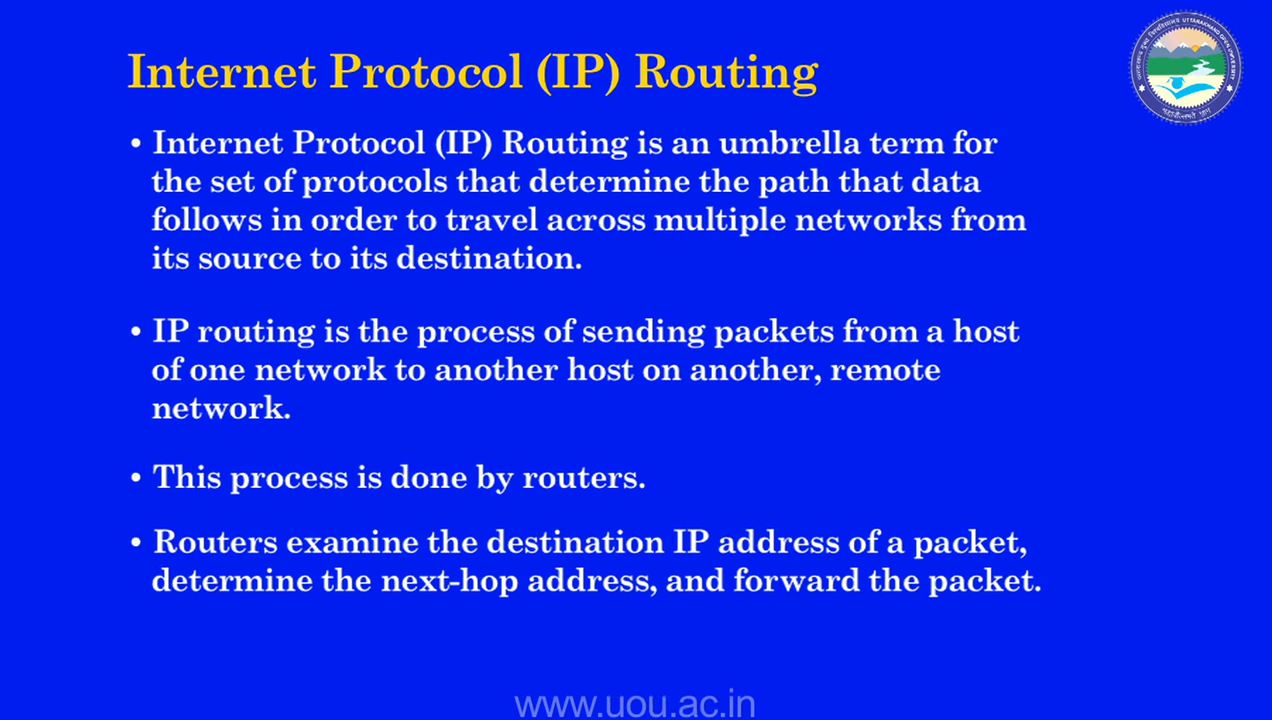 Internet Protocol (IP) Routing
• Internet Protocol (IP) Routing is an umbrella term for
the set of protocols that determine the path that data
follows in order to travel across multiple networks from
its source to its destination.
• IP routing is the process of sending packets from a host
of one network to another host on another, remote
network.
• This process is done by routers.
• Routers examine the destination IP address of a packet,
determine the next-hop address, and forward the packet.
UTTARAKHAND OPEN UNIVERSITY
www.uou.ac.in